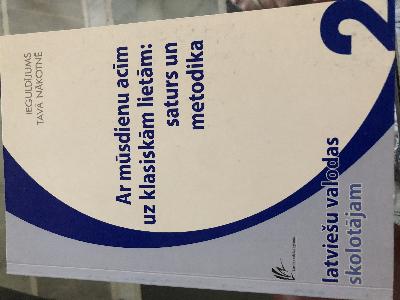 IEGULDĪJUMS
TAVĀ NĀKOTNĒ
Ar mūsdienu acīm
uz klasiskām lietām:
saturs un
metodika
2
latviešu valodas
skolotājam